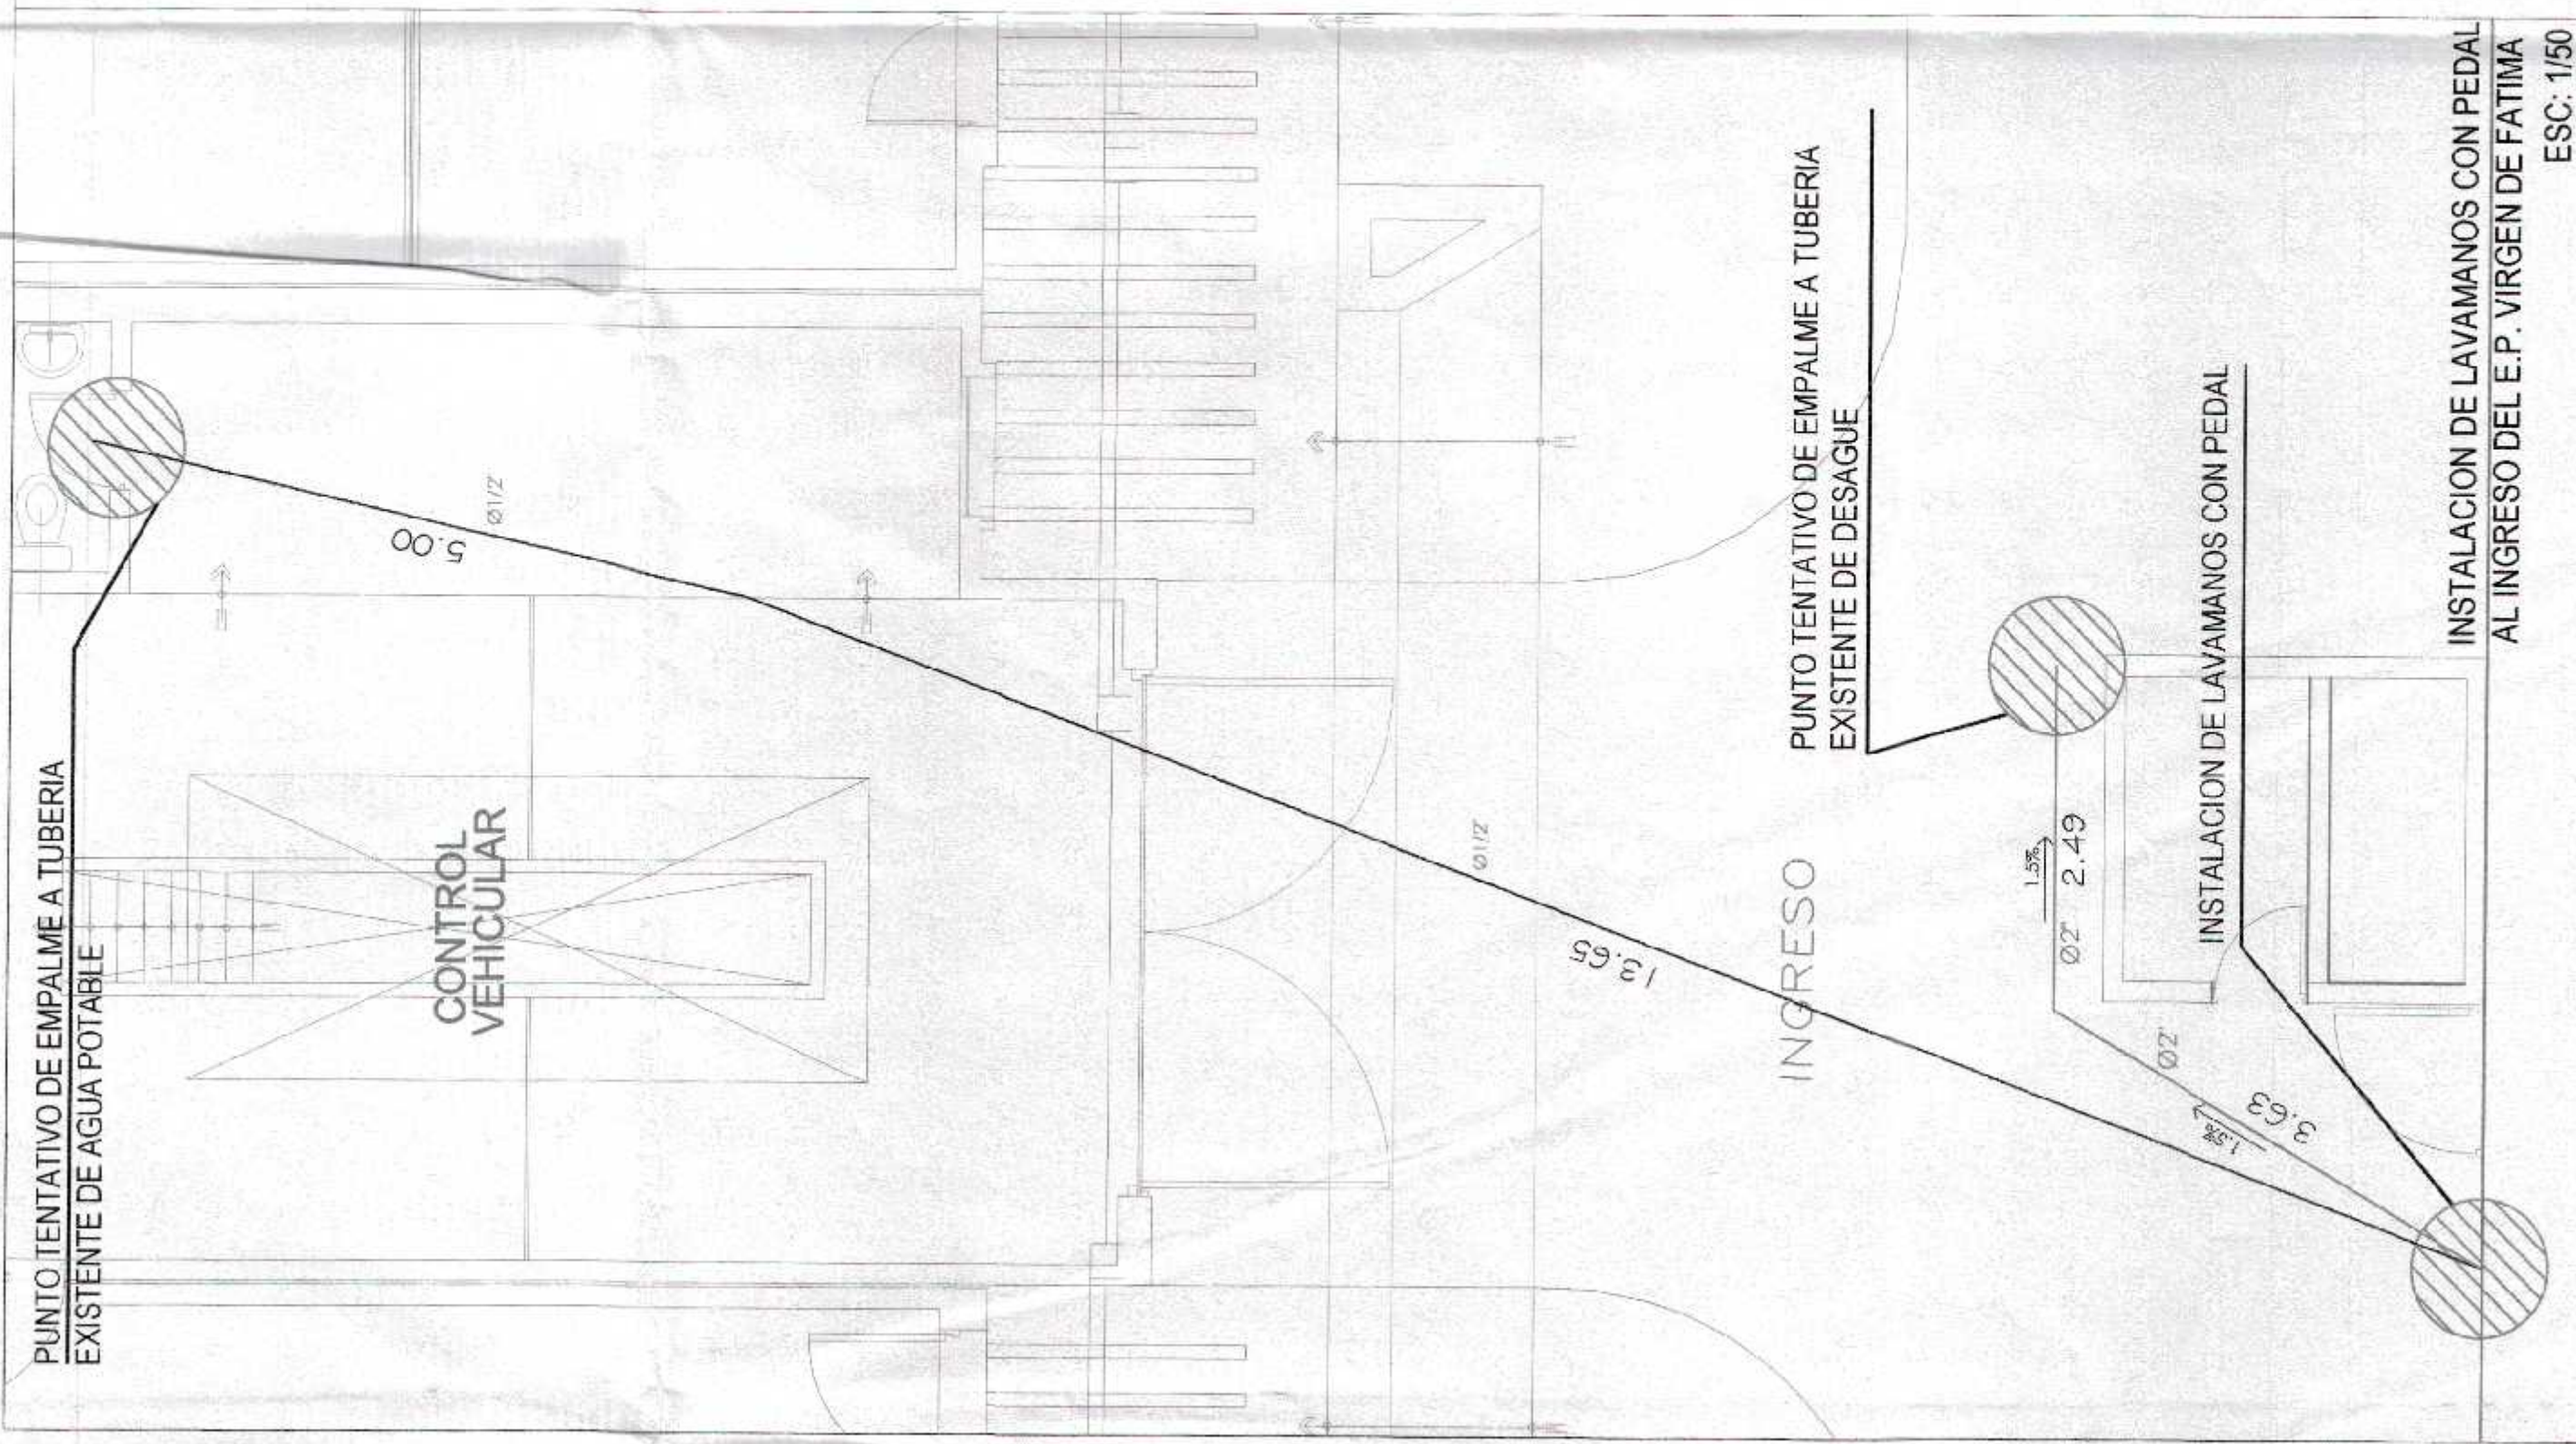 PUNTO TENTATIVO DE EMPALME A TUBERIA
EXISTENTE DE AGUA POTABLE
5.00
Ø1/2"
CONTROL
VEHICULAR
Ø1/2"
13.65
INGRESO
PUNTO TENTATIVO DE EMPALME A TUBERIA
EXISTENTE DE DESAGUE
1.5%
Ø2" 2.49
Ø2"
1.5%
3.63
INSTALACION DE LAVAMANOS CON PEDAL
INSTALACION DE LAVAMANOS CON PEDAL
AL INGRESO DEL E.P. VIRGEN DE FATIMA
ESC: 1/50